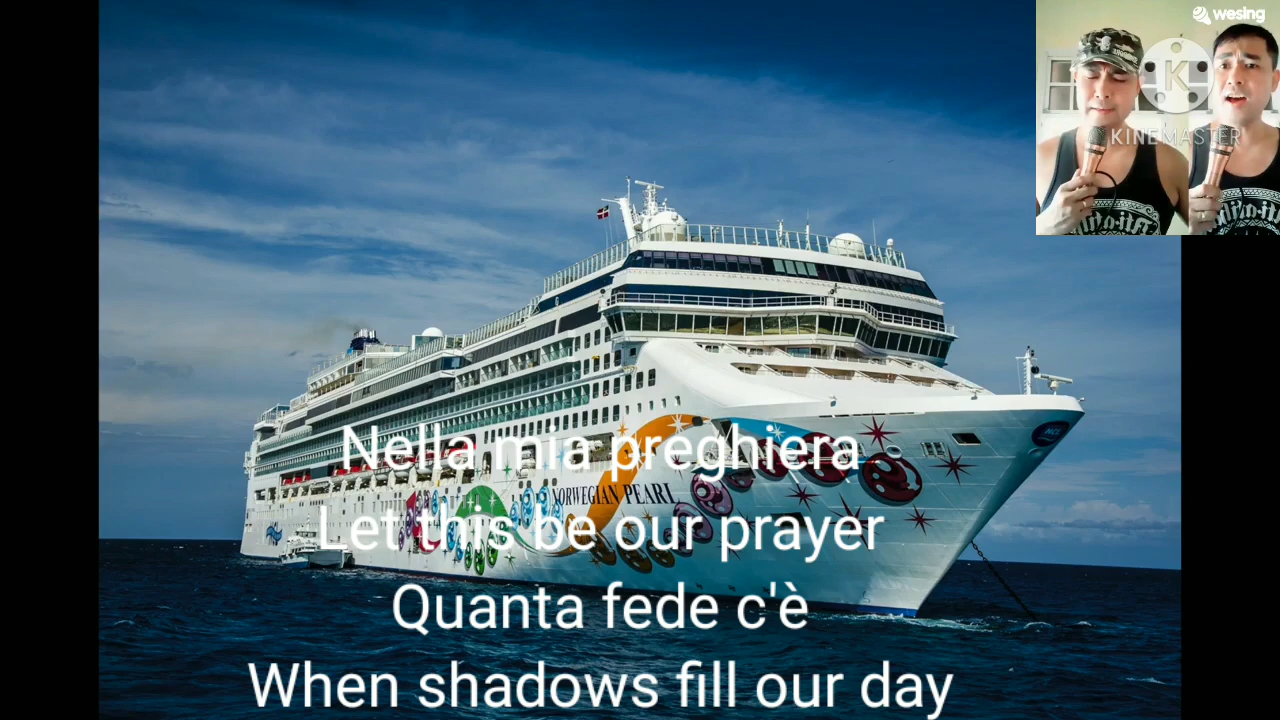 wesing
K
KINEMASTER
NORWEGIAN PEARL
Nella mia preghiera
Let this be our prayer
Quanta fede c'è
When shadows fill our day